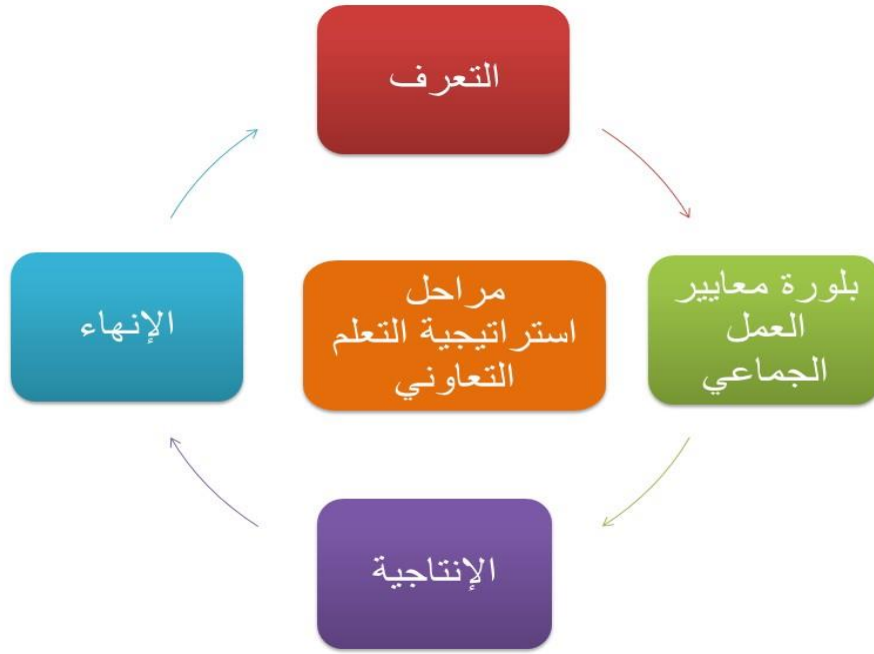 التعرف
بلورة معايير
العمل
الجماعي
مراحل
استراتيجية التعلم
التعاوني
الإنهاء
الإنتاجية